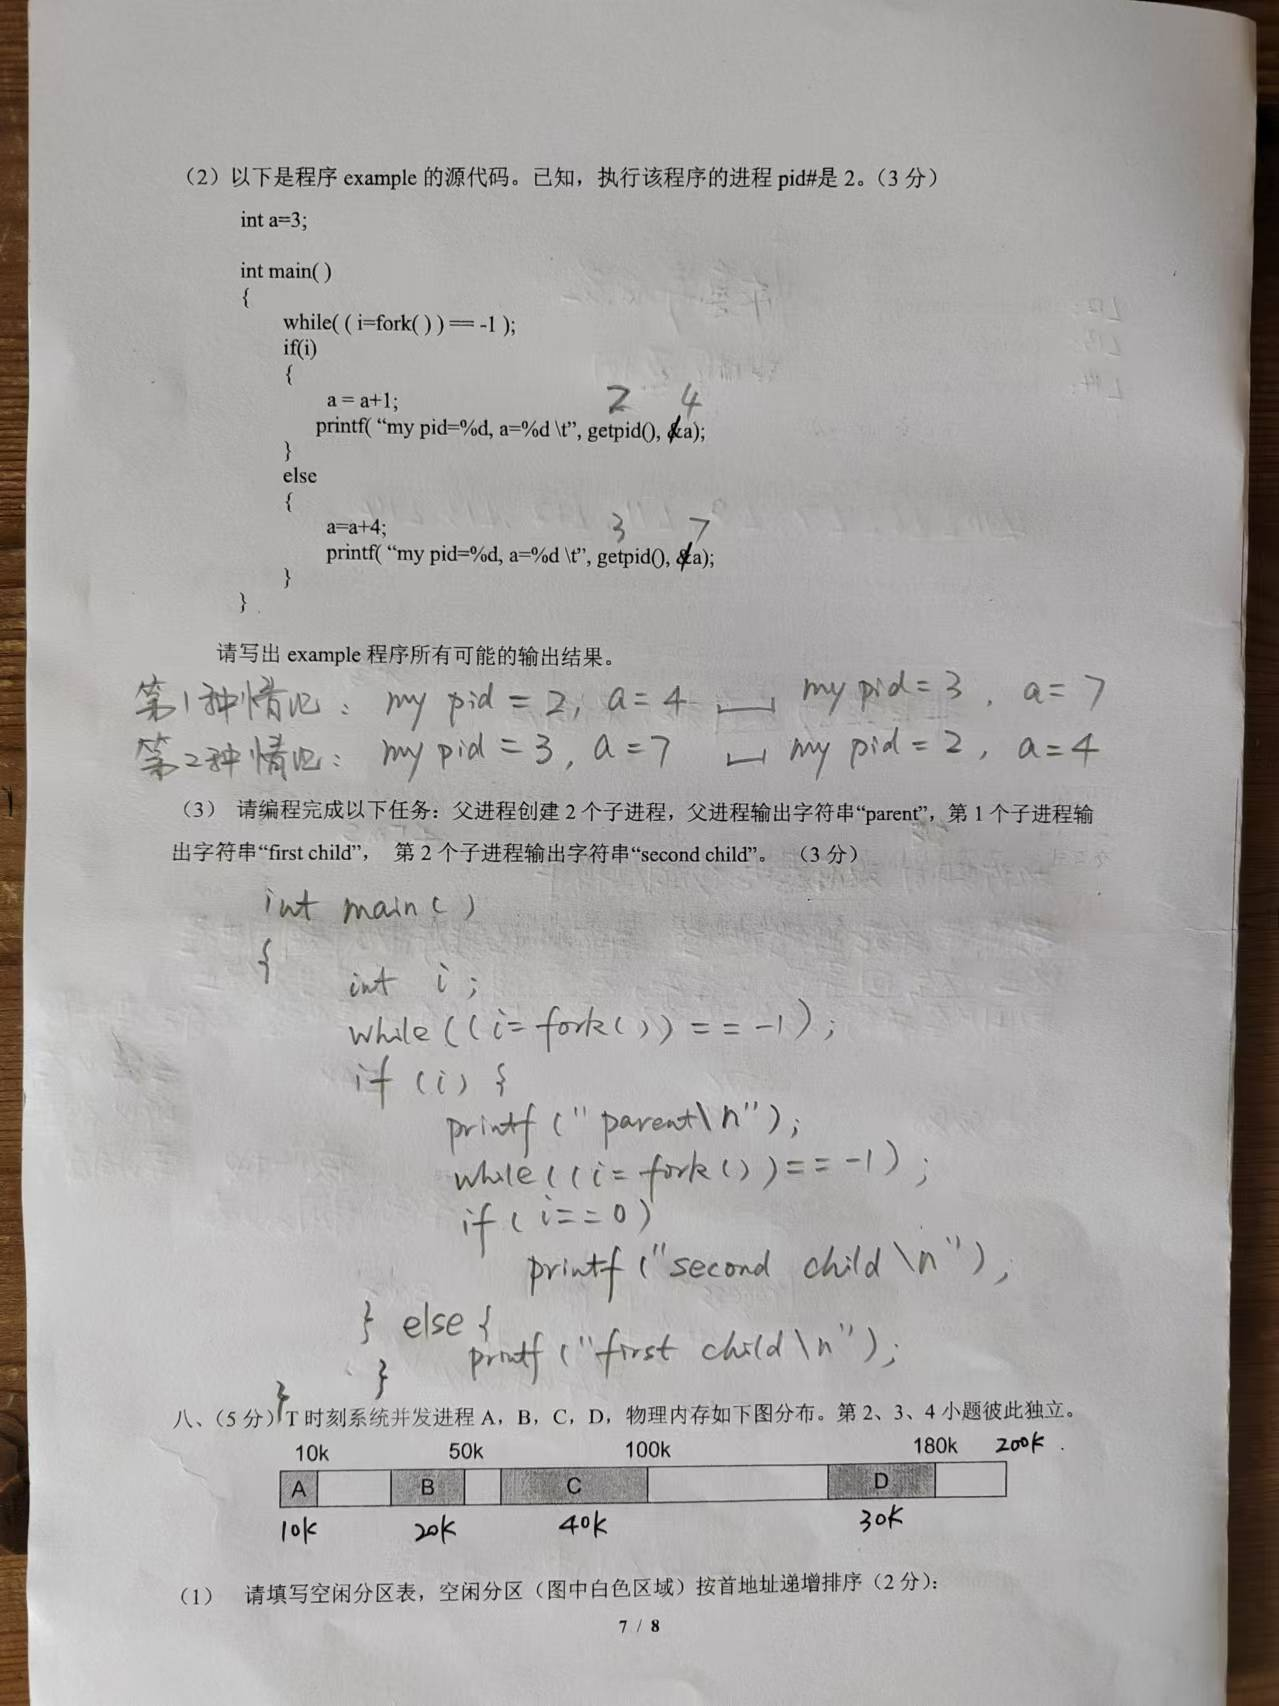 （2）以下是程序 example 的源代码。已知，执行该程序的进程 pid#是 2。（3 分）
int a=3;
int main( )
{
while( ( i=fork( ) ) == -1 );
if(i)
{
a = a+1;
2 4
printf( “my pid=%d, a=%d \t”, getpid(), &a);
}
else
{
a=a+4;
3 7
printf( “my pid=%d, a=%d \t”, getpid(), &a);
}
}
请写出 example 程序所有可能的输出结果。
第1种情况： my pid = 2, a = 4 my pid = 3, a = 7
第2种情况： my pid = 3, a = 7 my pid = 2, a = 4
（3） 请编程完成以下任务：父进程创建 2 个子进程，父进程输出字符串“parent”，第 1 个子进程输
出字符串“first child”， 第 2 个子进程输出字符串“second child”。 （3 分）
int main()
{
int i;
while((i=fork())==-1);
if (i) {
printf("parent\n");
while((i=fork())==-1);
if(i==0)
printf("second child\n");
} else {
printf("first child\n");
}
}
八、（5 分）T 时刻系统并发进程 A，B，C，D，物理内存如下图分布。第 2、3、4 小题彼此独立。
10k 50k 100k 180k 200k
A B C D
10k 20k 40k 30k
（1） 请填写空闲分区表，空闲分区（图中白色区域）按首地址递增排序（2 分）：
7 / 8